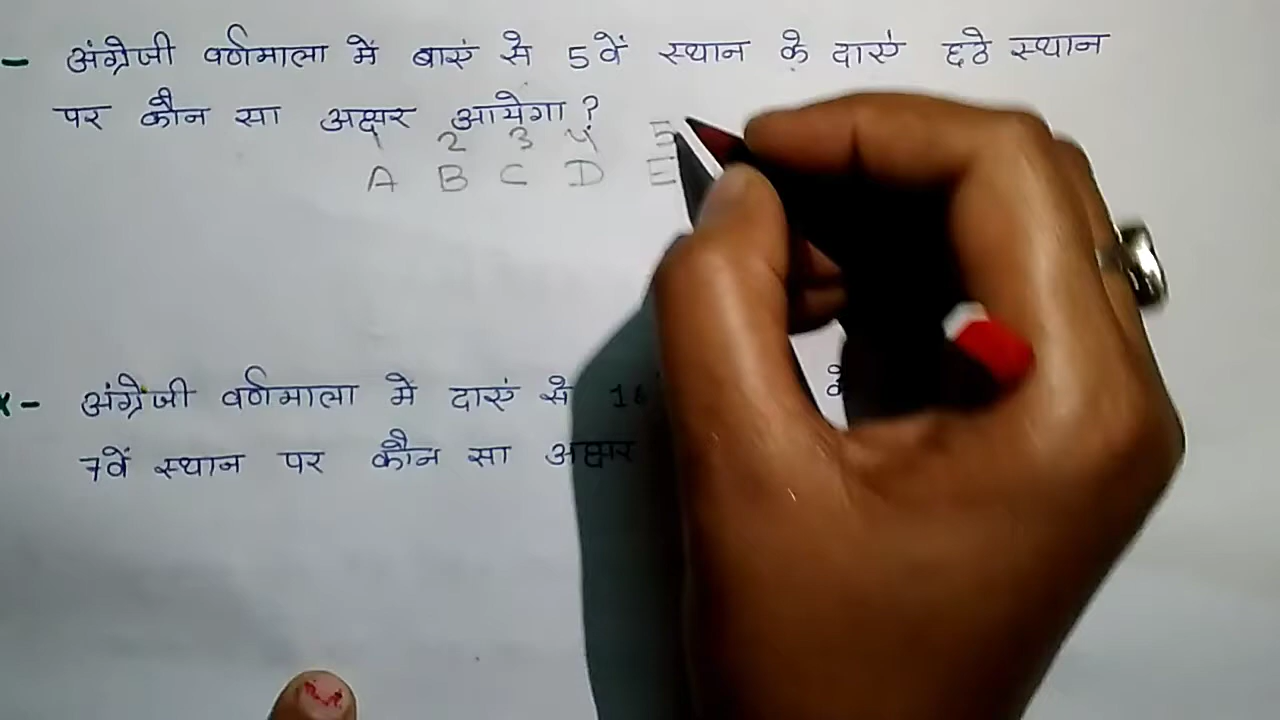 - अंग्रेजी वर्णमाला में बाएं से 5वें स्थान के दाएं छठे स्थान
पर कौन सा अक्षर आयेगा ?
1 2 3 4 5
A B C D E
x- अंग्रेजी वर्णमाला में दाएं से के
7वें स्थान पर कौन सा अक्षर